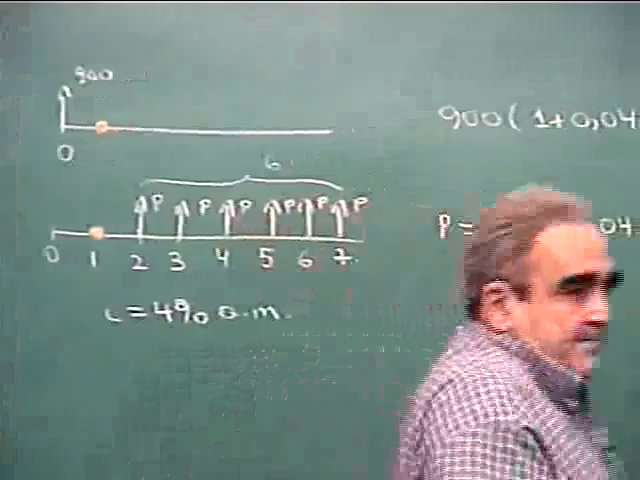 900
0
900(1+0,04
6
P P P P P P
P = 04
0 1 2 3 4 5 6 7
i=4% a.m.